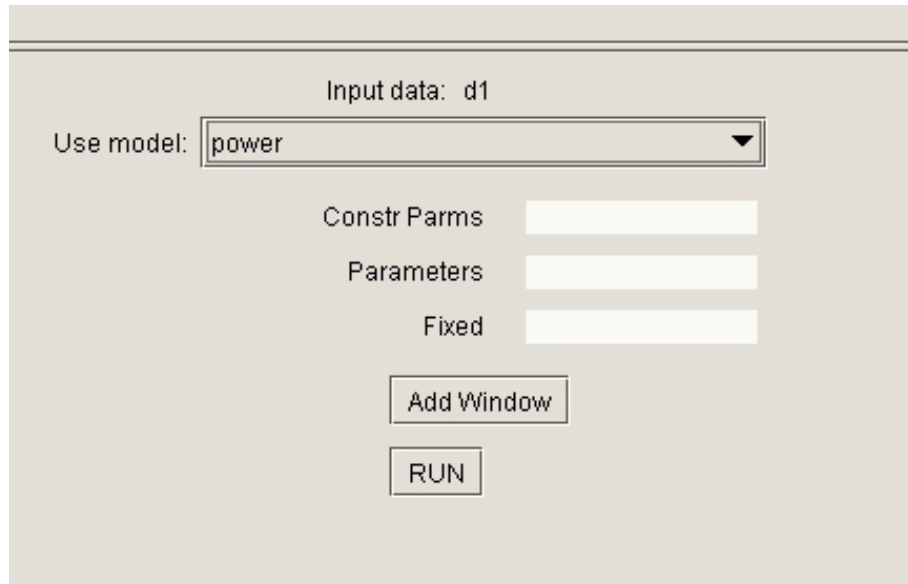 Input data: d1
Use model: power
Constr Parms
Parameters
Fixed
Add Window
RUN